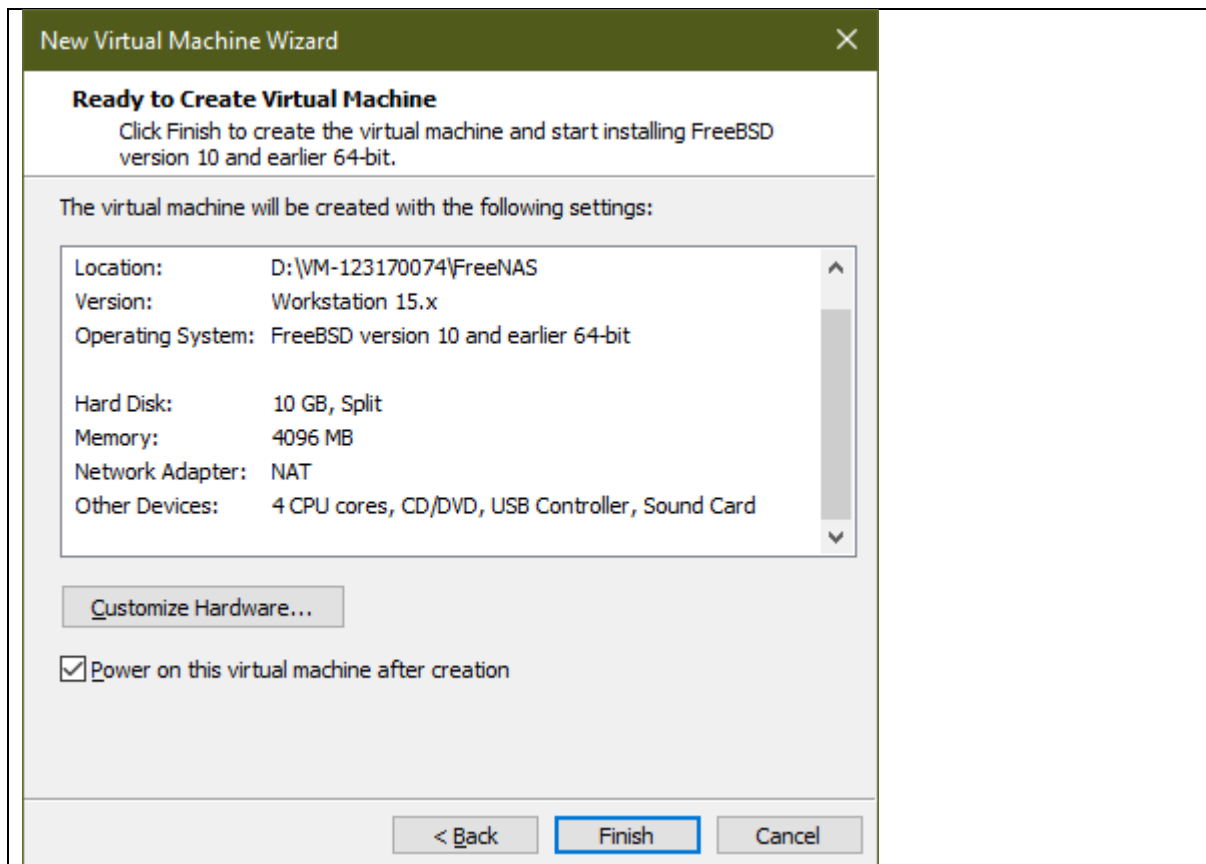 New Virtual Machine Wizard
Ready to Create Virtual Machine
Click Finish to create the virtual machine and start installing FreeBSD
version 10 and earlier 64-bit.
The virtual machine will be created with the following settings:
Location: D:\VM-123170074\FreeNAS
Version: Workstation 15.x
Operating System: FreeBSD version 10 and earlier 64-bit
Hard Disk: 10 GB, Split
Memory: 4096 MB
Network Adapter: NAT
Other Devices: 4 CPU cores, CD/DVD, USB Controller, Sound Card
Customize Hardware...
Power on this virtual machine after creation
< Back Finish Cancel